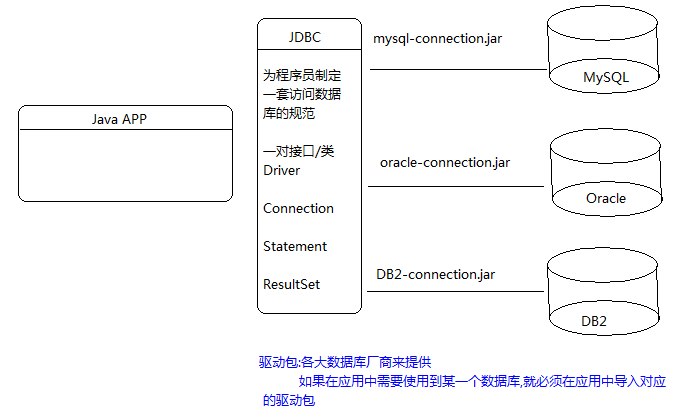 Java APP
JDBC
为程序员制定
一套访问数据
库的规范
一对接口/类
Driver
Connection
Statement
ResultSet
mysql-connection.jar
MySQL
oracle-connection.jar
Oracle
DB2-connection.jar
DB2
驱动包:各大数据库厂商来提供
如果在应用中需要使用到某一个数据库,就必须在应用中导入对应
的驱动包